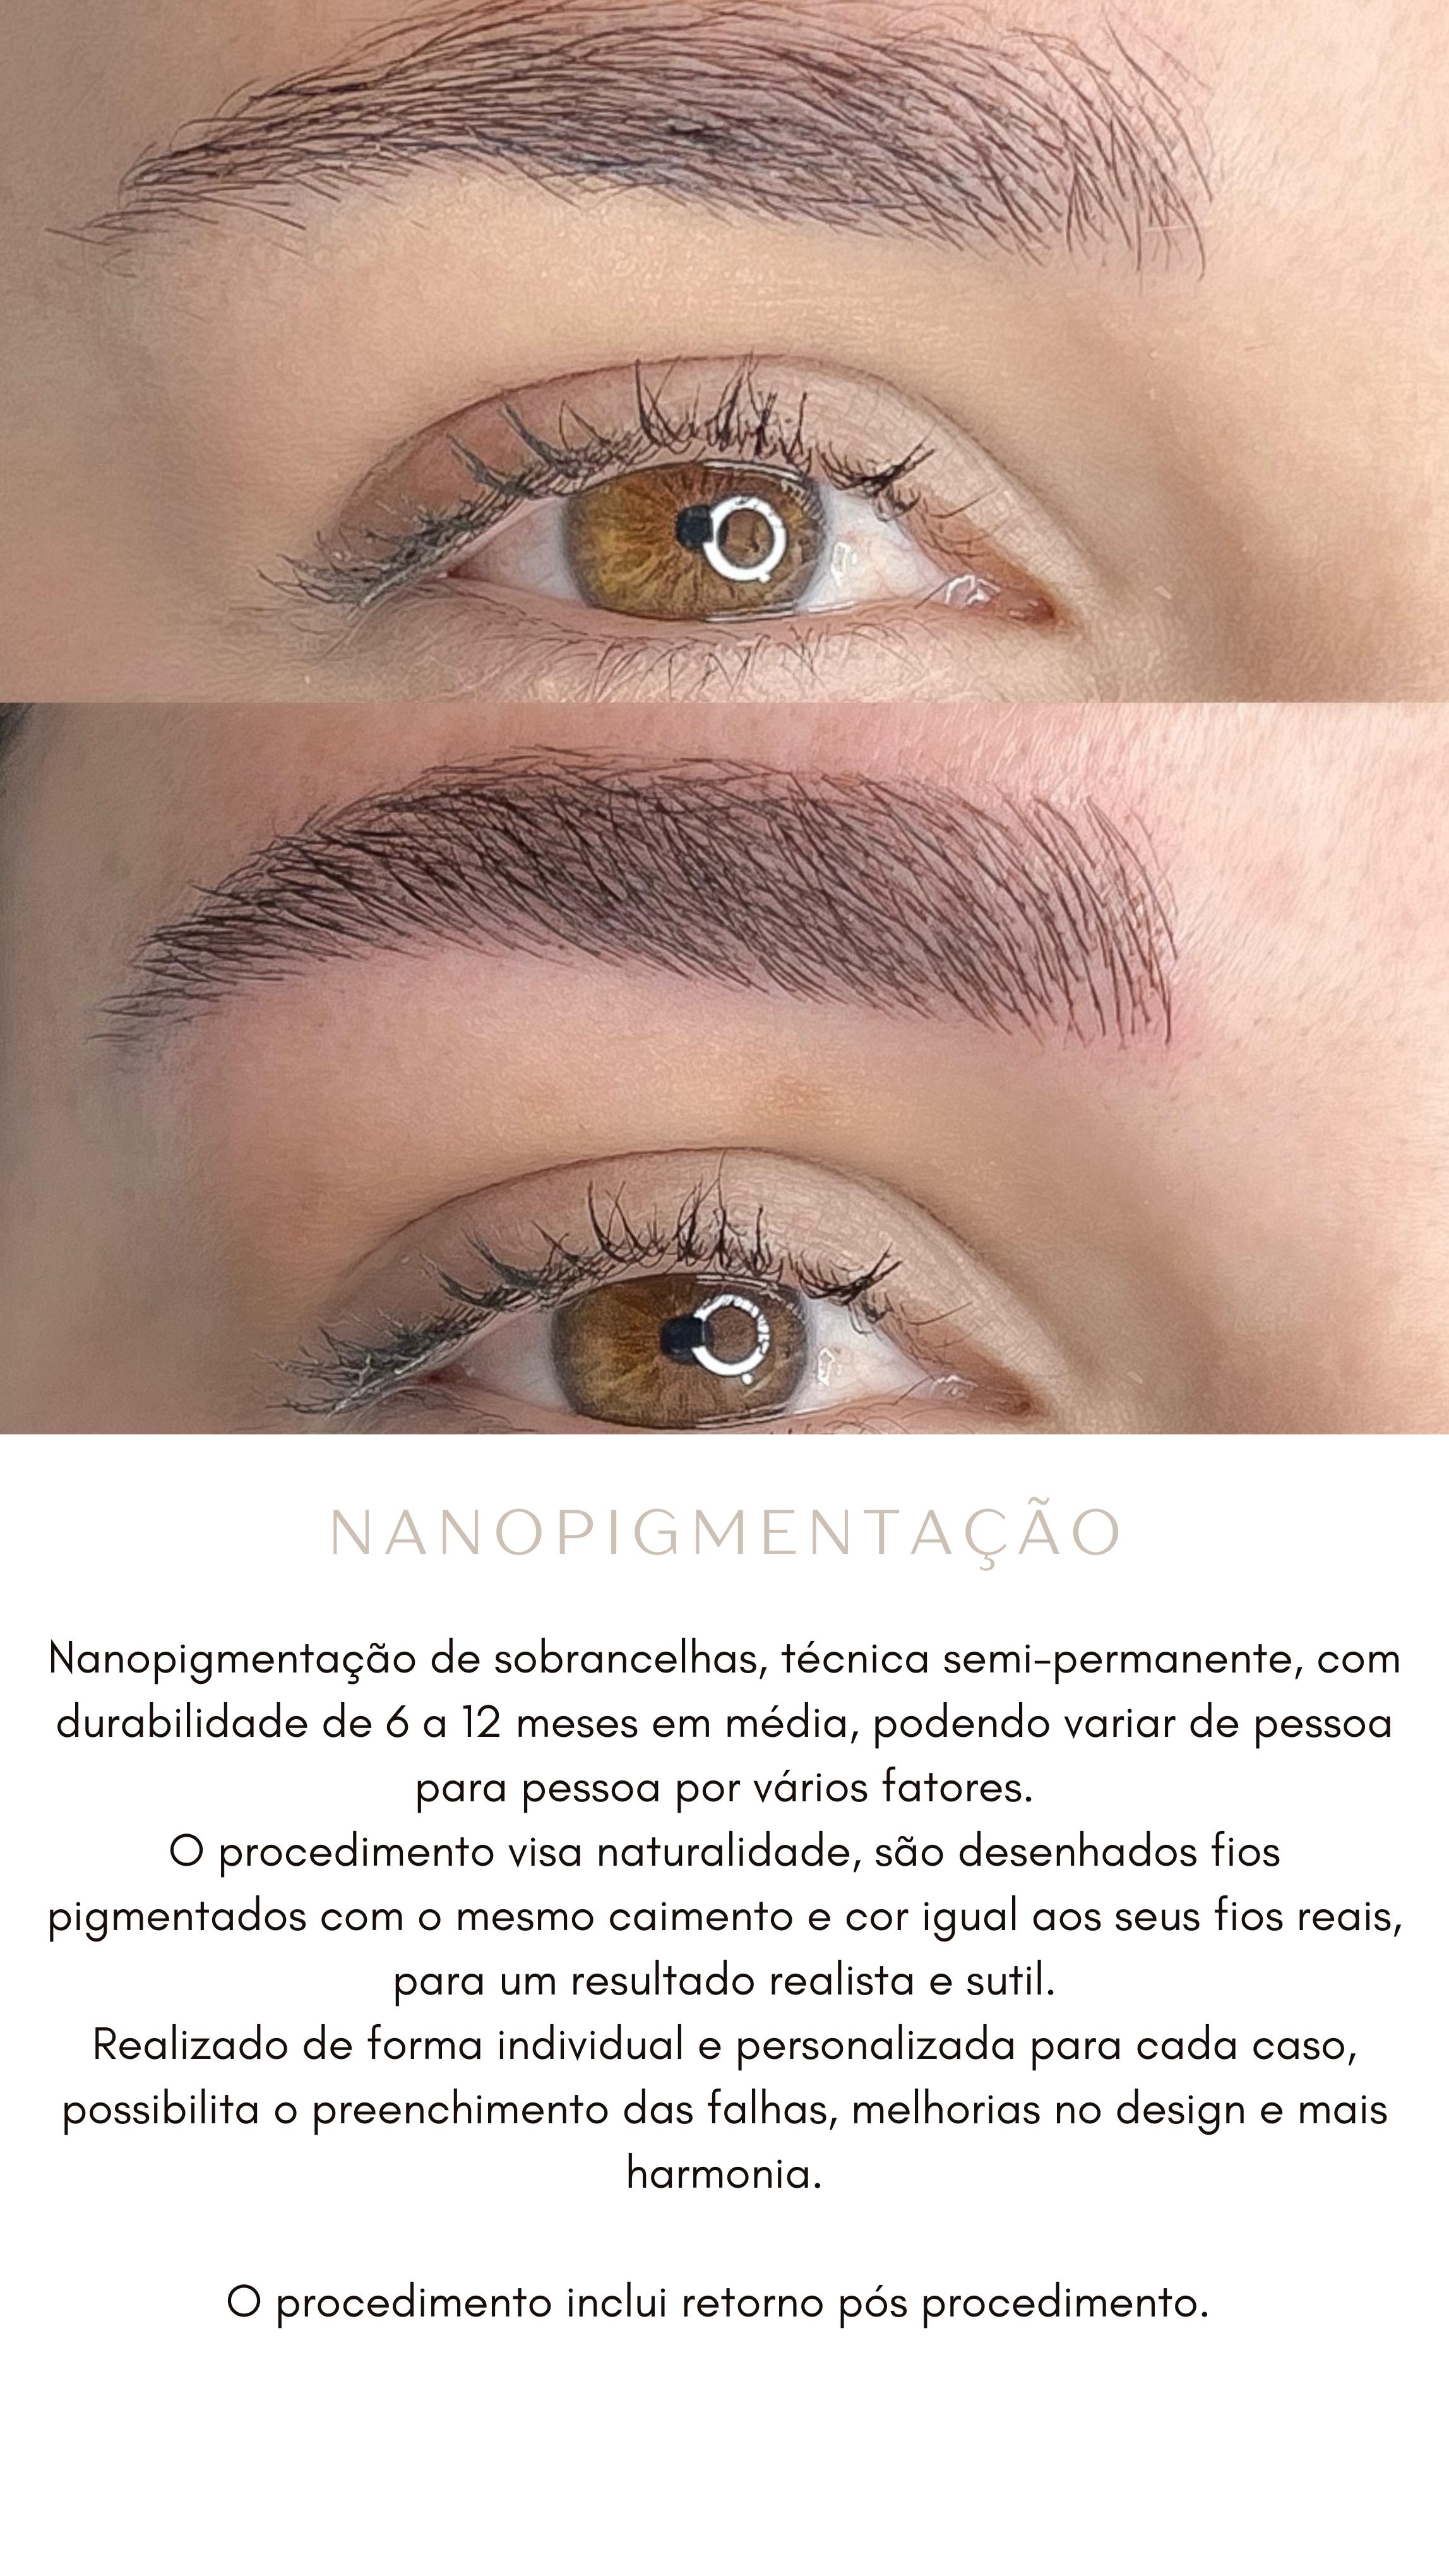 NANOPIGMENTAÇÃO
Nanopigmentação de sobrancelhas, técnica semi-permanente, com
durabilidade de 6 a 12 meses em média, podendo variar de pessoa
para pessoa por vários fatores.
O procedimento visa naturalidade, são desenhados fios
pigmentados com o mesmo caimento e cor igual aos seus fios reais,
para um resultado realista e sutil.
Realizado de forma individual e personalizada para cada caso,
possibilita o preenchimento das falhas, melhorias no design e mais
harmonia.
O procedimento inclui retorno pós procedimento.